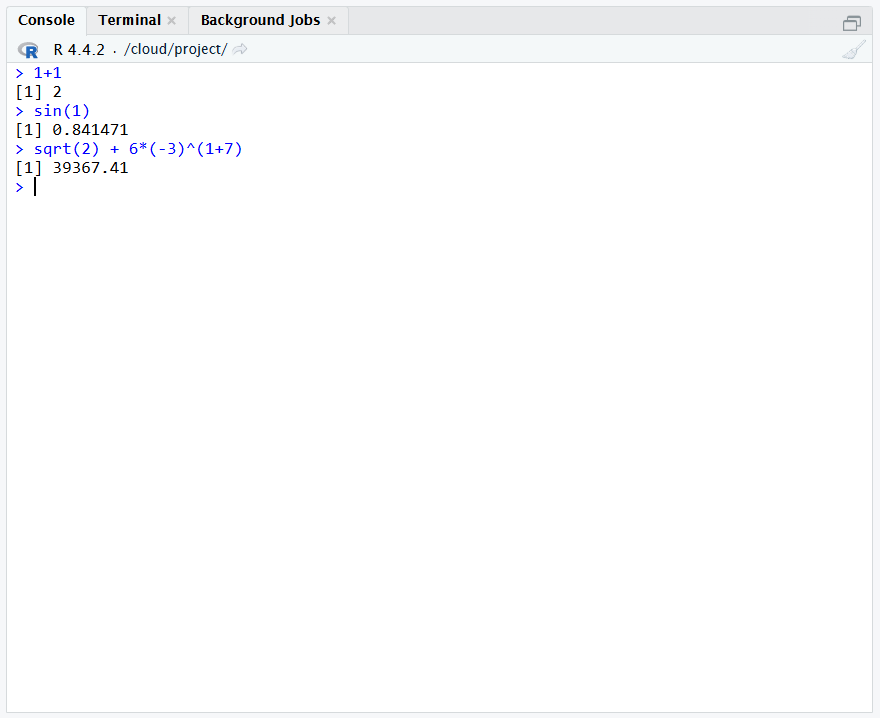 Console Terminal Background Jobs
R R 4.4.2 · /cloud/project/
> 1+1
[1] 2
> sin(1)
[1] 0.841471
> sqrt(2) + 6*(-3)^(1+7)
[1] 39367.41
>